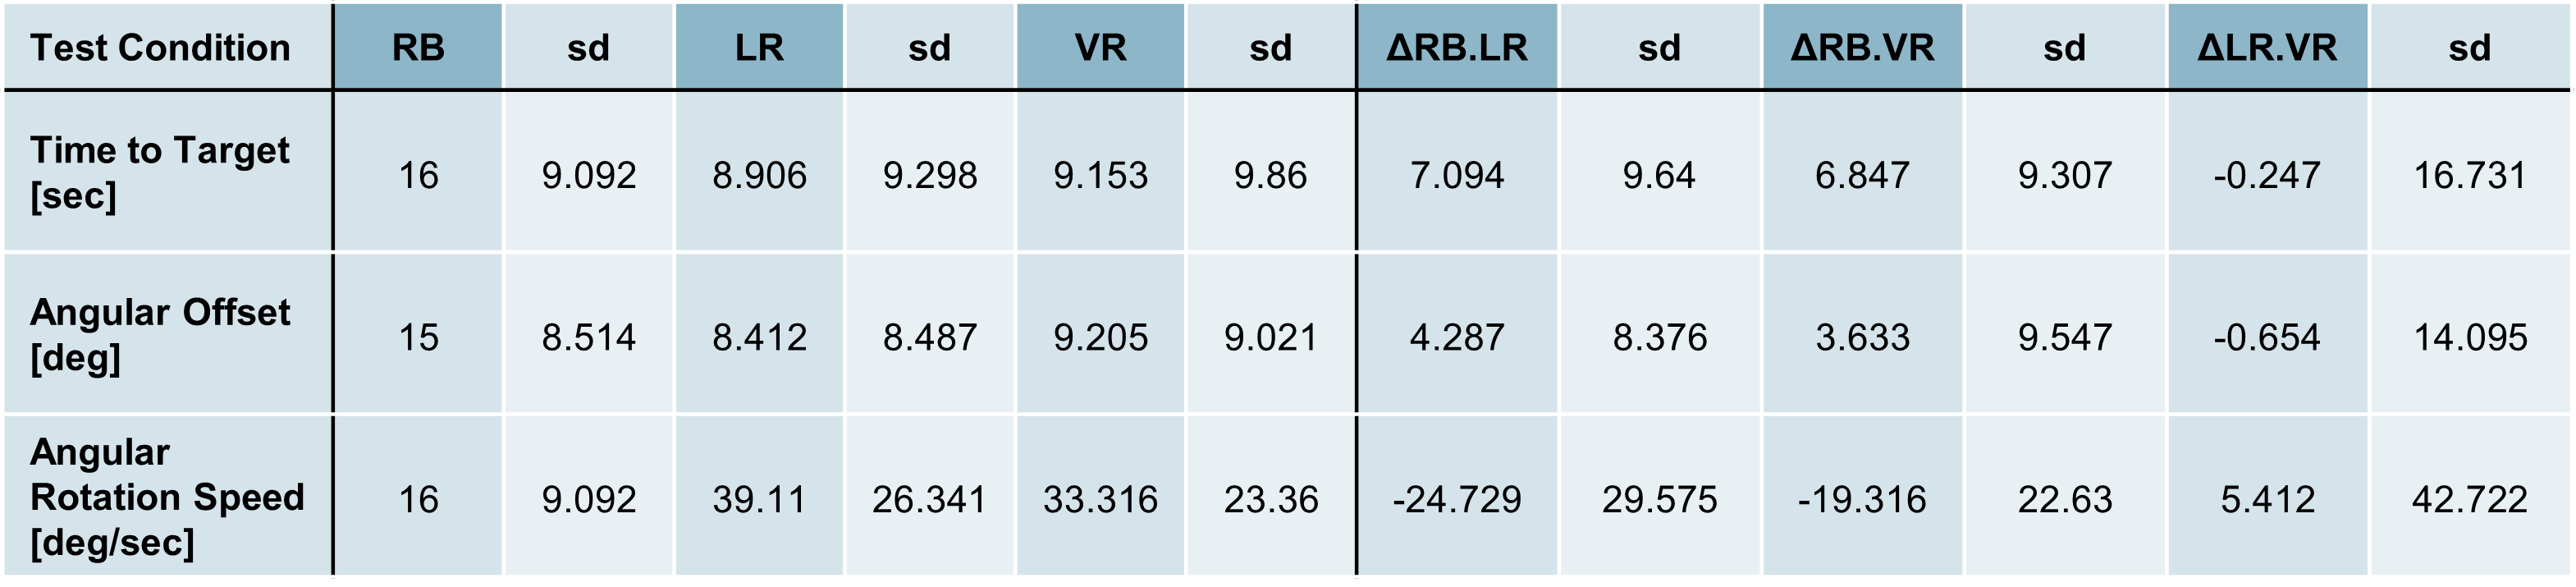 Test Condition RB sd LR sd VR sd ΔRB.LR sd ΔRB.VR sd ΔLR.VR sd
Time to Target
[sec] 16 9.092 8.906 9.298 9.153 9.86 7.094 9.64 6.847 9.307 -0.247 16.731
Angular Offset
[deg] 15 8.514 8.412 8.487 9.205 9.021 4.287 8.376 3.633 9.547 -0.654 14.095
Angular
Rotation Speed 16 9.092 39.11 26.341 33.316 23.36 -24.729 29.575 -19.316 22.63 5.412 42.722
[deg/sec]